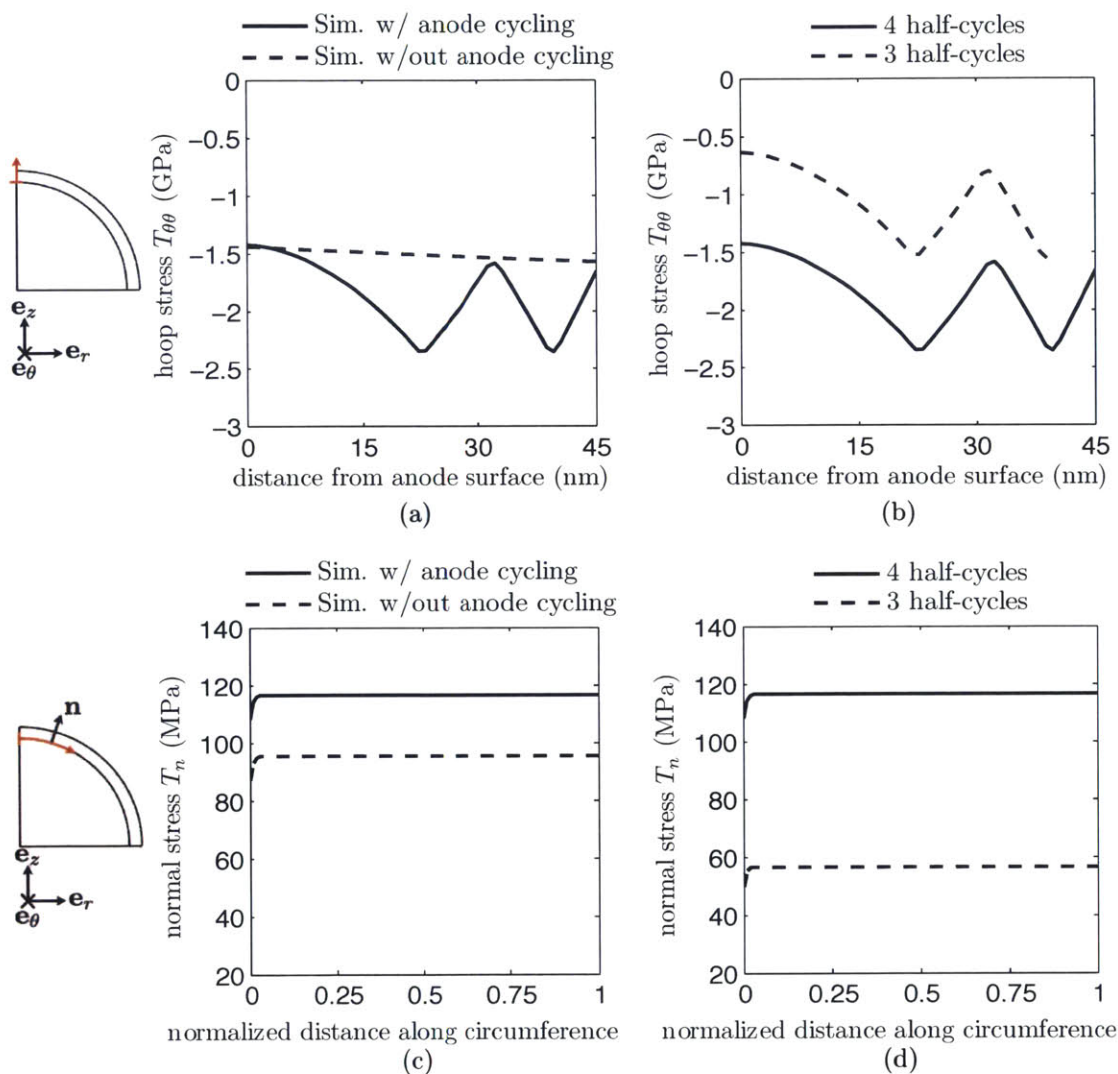 Sim. w/ anode cycling
Sim. w/out anode cycling
hoop stress Tθθ (GPa)
0
−0.5
−1
−1.5
−2
−2.5
−3
0 15 30 45
distance from anode surface (nm)
(a)
e_z
e_r
e_θ
4 half-cycles
3 half-cycles
hoop stress Tθθ (GPa)
0
−0.5
−1
−1.5
−2
−2.5
−3
0 15 30 45
distance from anode surface (nm)
(b)
Sim. w/ anode cycling
Sim. w/out anode cycling
normal stress Tn (MPa)
140
120
100
80
60
40
20
0 0.25 0.5 0.75 1
normalized distance along circumference
(c)
n
e_z
e_r
e_θ
4 half-cycles
3 half-cycles
normal stress Tn (MPa)
140
120
100
80
60
40
20
0 0.25 0.5 0.75 1
normalized distance along circumference
(d)